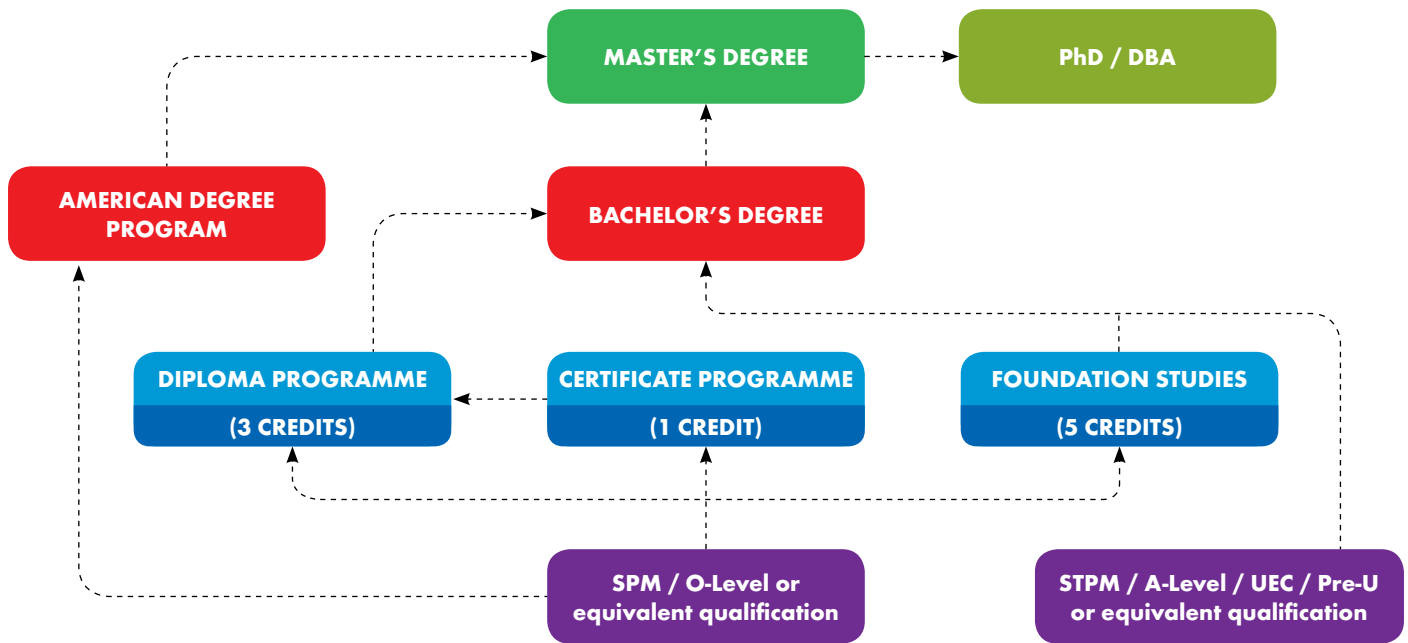 MASTER’S DEGREE
PhD / DBA
AMERICAN DEGREE
PROGRAM
BACHELOR’S DEGREE
DIPLOMA PROGRAMME
(3 CREDITS)
CERTIFICATE PROGRAMME
(1 CREDIT)
FOUNDATION STUDIES
(5 CREDITS)
SPM / O-Level or
equivalent qualification
STPM / A-Level / UEC / Pre-U
or equivalent qualification